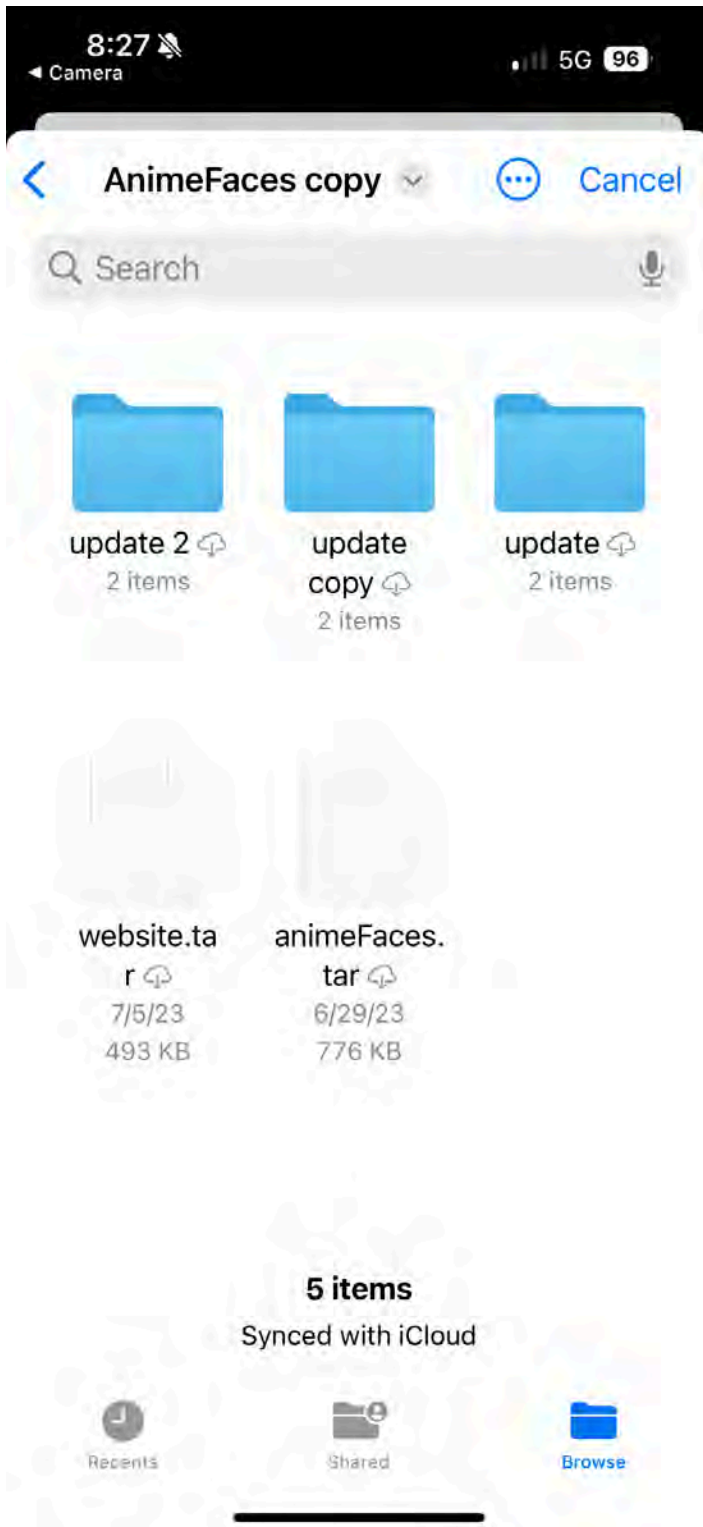 8:27
◀ Camera
5G 96
AnimeFaces copy
Cancel
Search
update 2
2 items
update
copy
2 items
update
2 items
website.ta
r
7/5/23
493 KB
animeFaces.
tar
6/29/23
776 KB
5 items
Synced with iCloud
Recents
Shared
Browse